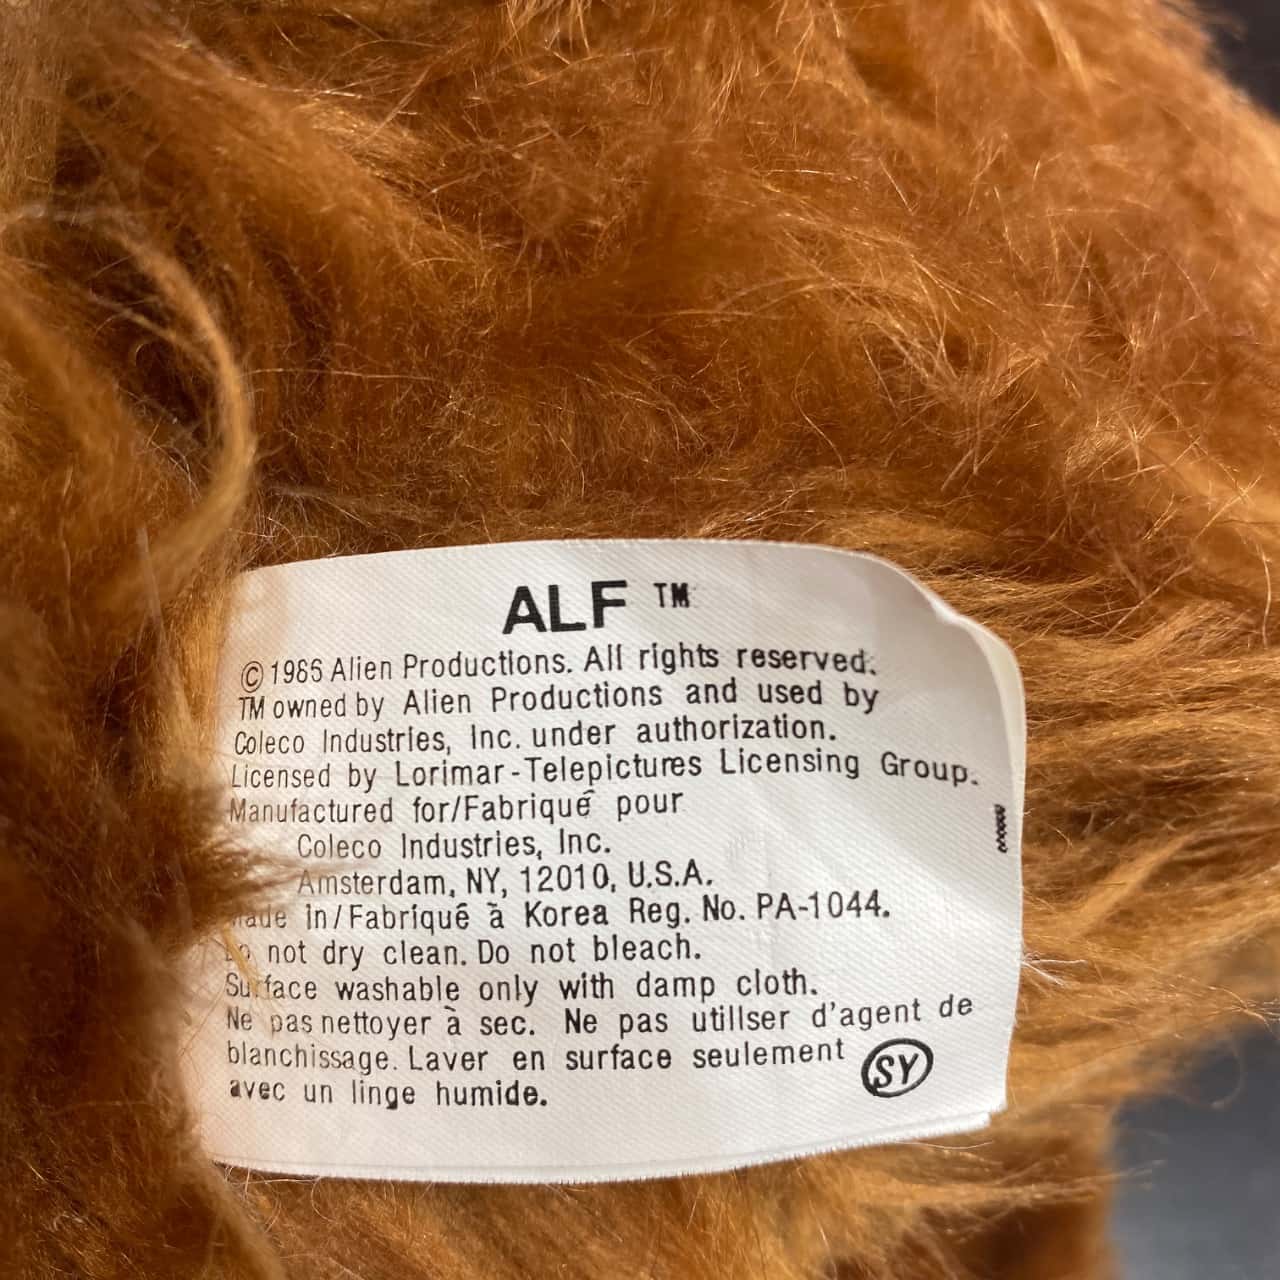 ALF ™
© 1986 Alien Productions. All rights reserved.
TM owned by Alien Productions and used by
Coleco Industries, Inc. under authorization.
Licensed by Lorimar-Telepictures Licensing Group.
Manufactured for/Fabriqué pour
Coleco Industries, Inc.
Amsterdam, NY, 12010, U.S.A.
Made in/Fabriqué à Korea Reg. No. PA-1044.
Do not dry clean. Do not bleach.
Surface washable only with damp cloth.
Ne pas nettoyer à sec. Ne pas utiliser d'agent de
blanchissage. Laver en surface seulement
avec un linge humide.
SY